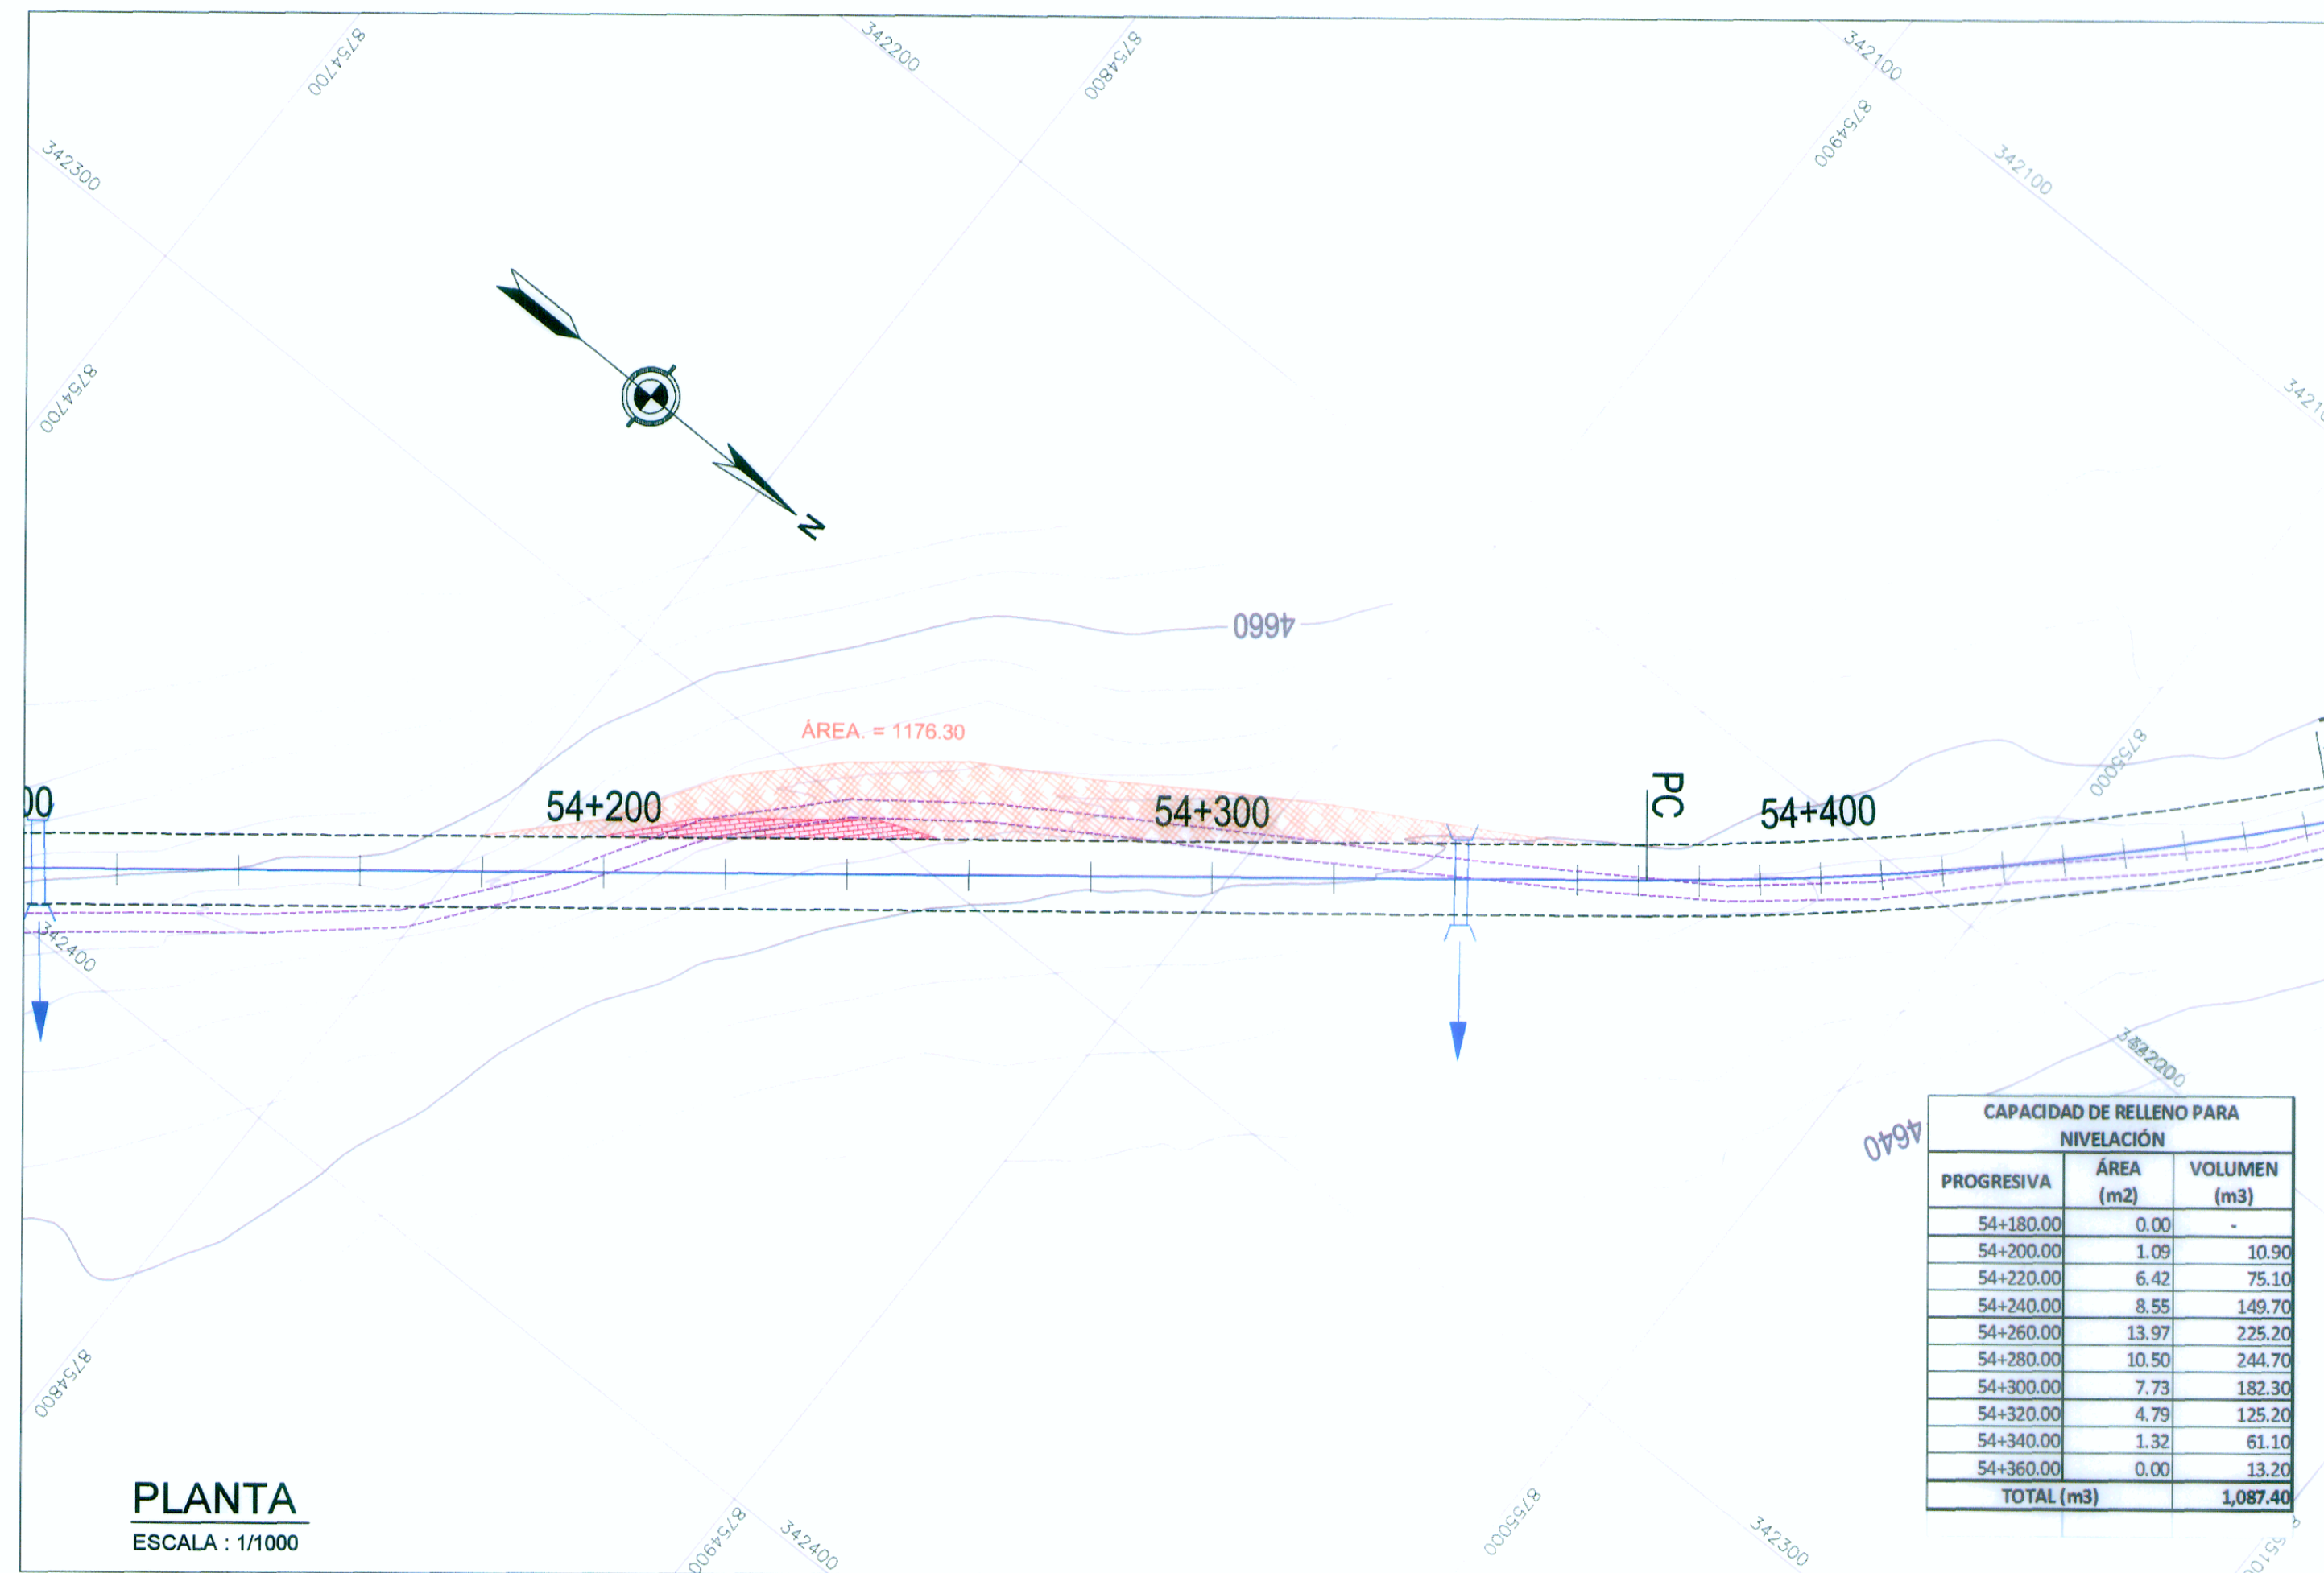 8754700
342200
8754800
342100
8754900
342100
342300
8754700
N
4660
ÁREA. = 1176.30
54+200
54+300
PC
54+400
8755000
342400
342200
4640
CAPACIDAD DE RELLENO PARA
NIVELACIÓN
PROGRESIVA ÁREA (m2) VOLUMEN (m3)
54+180.00 0.00 -
54+200.00 1.09 10.90
54+220.00 6.42 75.10
54+240.00 8.55 149.70
54+260.00 13.97 225.20
54+280.00 10.50 244.70
54+300.00 7.73 182.30
54+320.00 4.79 125.20
54+340.00 1.32 61.10
54+360.00 0.00 13.20
TOTAL (m3) 1,087.40
8754800
PLANTA
ESCALA : 1/1000
8754900
342400
8755000
342300